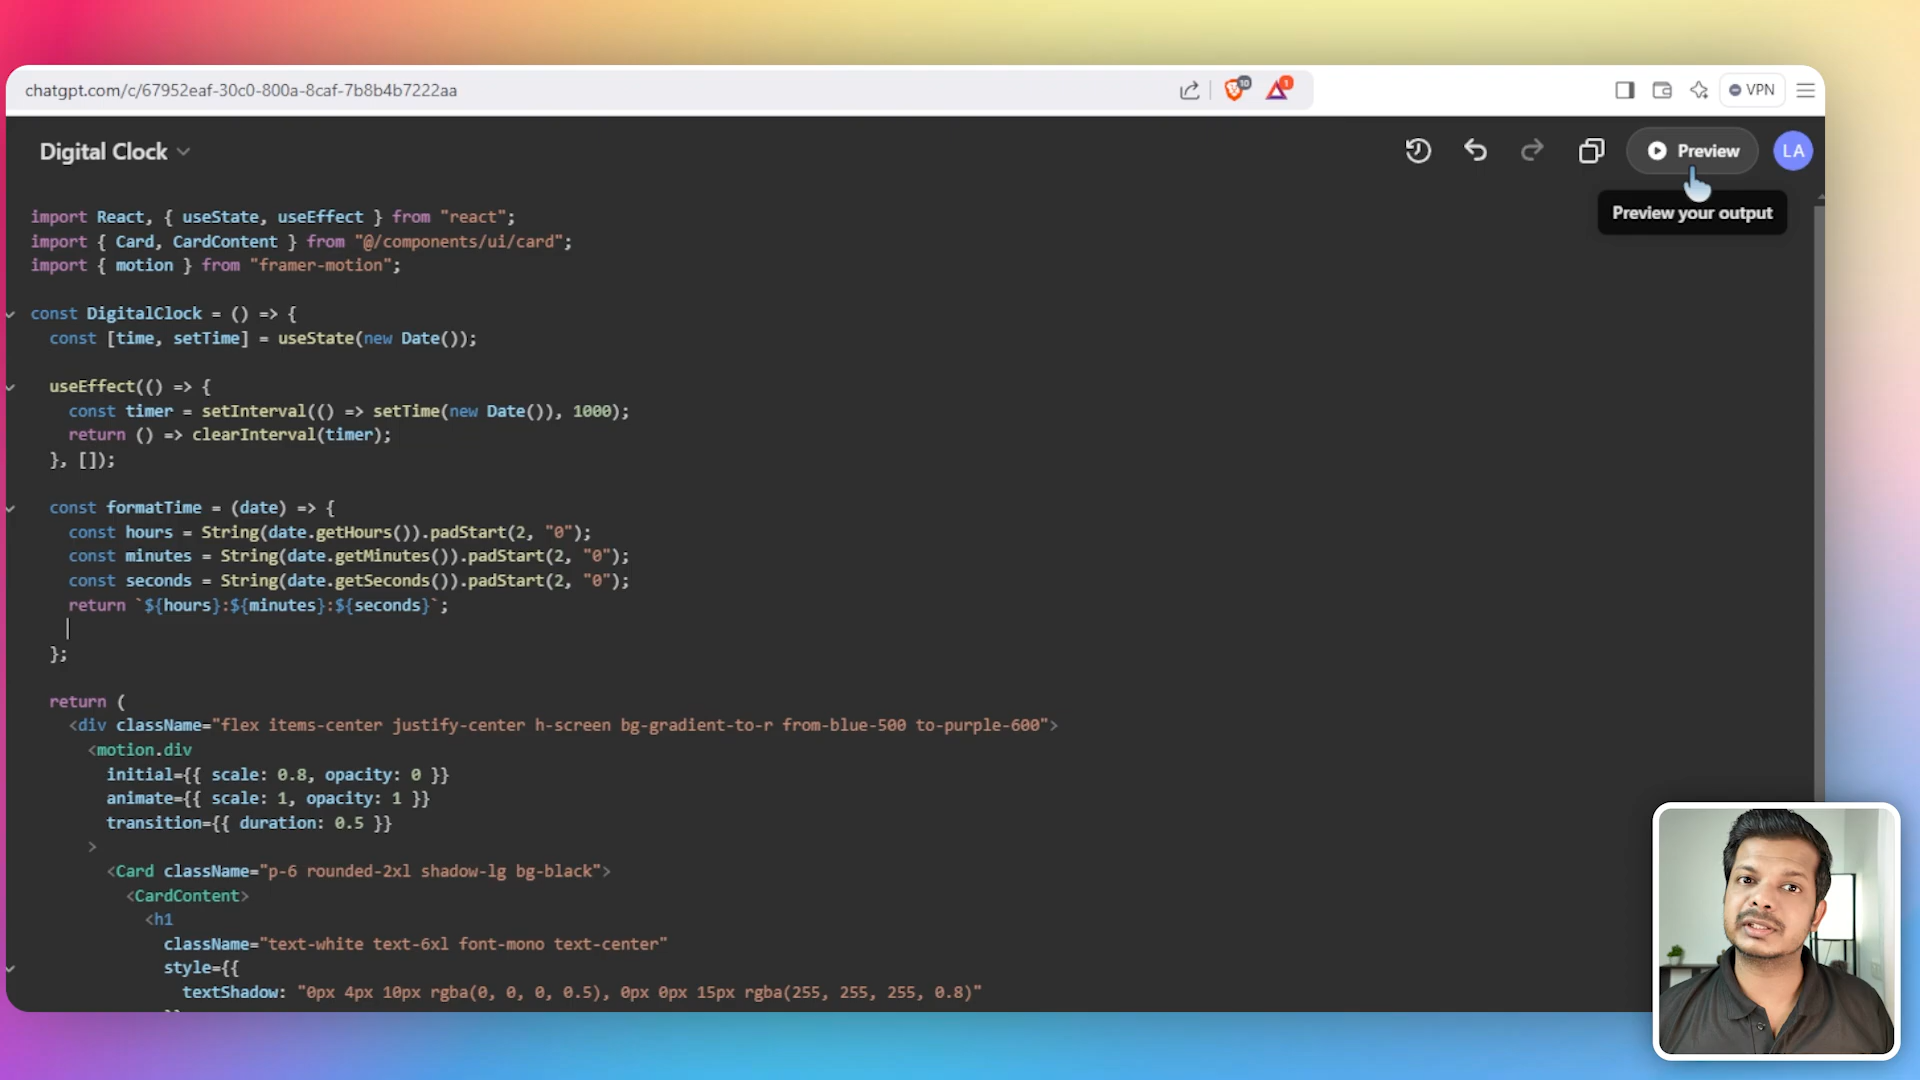 chatgpt.com/c/67952eaf-30c0-800a-8caf-7b8b4b7222aa
10
1
VPN
Digital Clock
Preview
LA
Preview your output
import React, { useState, useEffect } from "react";
import { Card, CardContent } from "@/components/ui/card";
import { motion } from "framer-motion";
const DigitalClock = () => {
const [time, setTime] = useState(new Date());
useEffect(() => {
const timer = setInterval(() => setTime(new Date()), 1000);
return () => clearInterval(timer);
}, []);
const formatTime = (date) => {
const hours = String(date.getHours()).padStart(2, "0");
const minutes = String(date.getMinutes()).padStart(2, "0");
const seconds = String(date.getSeconds()).padStart(2, "0");
return `${hours}:${minutes}:${seconds}`;
};
return (
<div className="flex items-center justify-center h-screen bg-gradient-to-r from-blue-500 to-purple-600">
<motion.div
initial={{ scale: 0.8, opacity: 0 }}
animate={{ scale: 1, opacity: 1 }}
transition={{ duration: 0.5 }}
>
<Card className="p-6 rounded-2xl shadow-lg bg-black">
<CardContent>
<h1
className="text-white text-6xl font-mono text-center"
style={{
textShadow: "0px 4px 10px rgba(0, 0, 0, 0.5), 0px 0px 15px rgba(255, 255, 255, 0.8)"